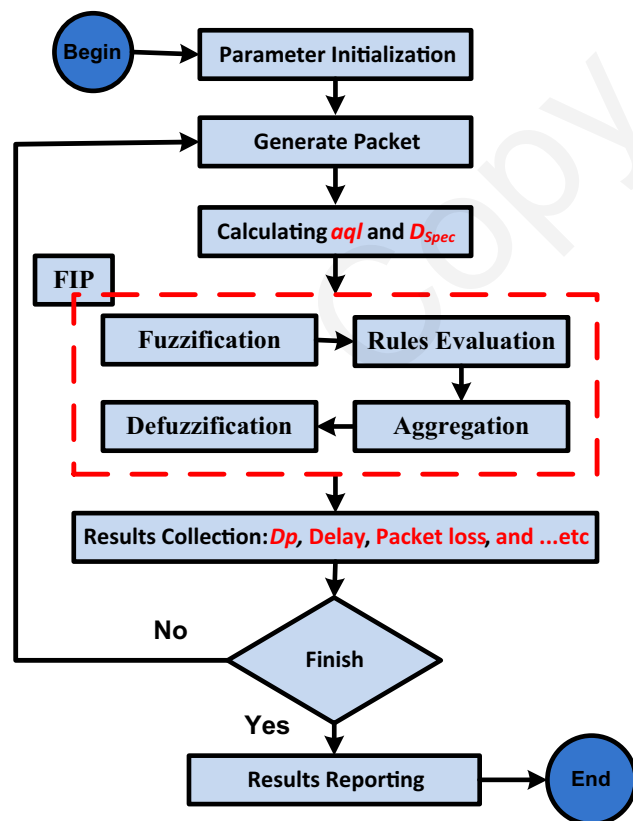 Begin
Parameter Initialization
Generate Packet
Calculating aql and DSpec
FIP
Fuzzification
Rules Evaluation
Defuzzification
Aggregation
Results Collection: Dp, Delay, Packet loss, and ...etc
No
Finish
Yes
Results Reporting
End
Copy